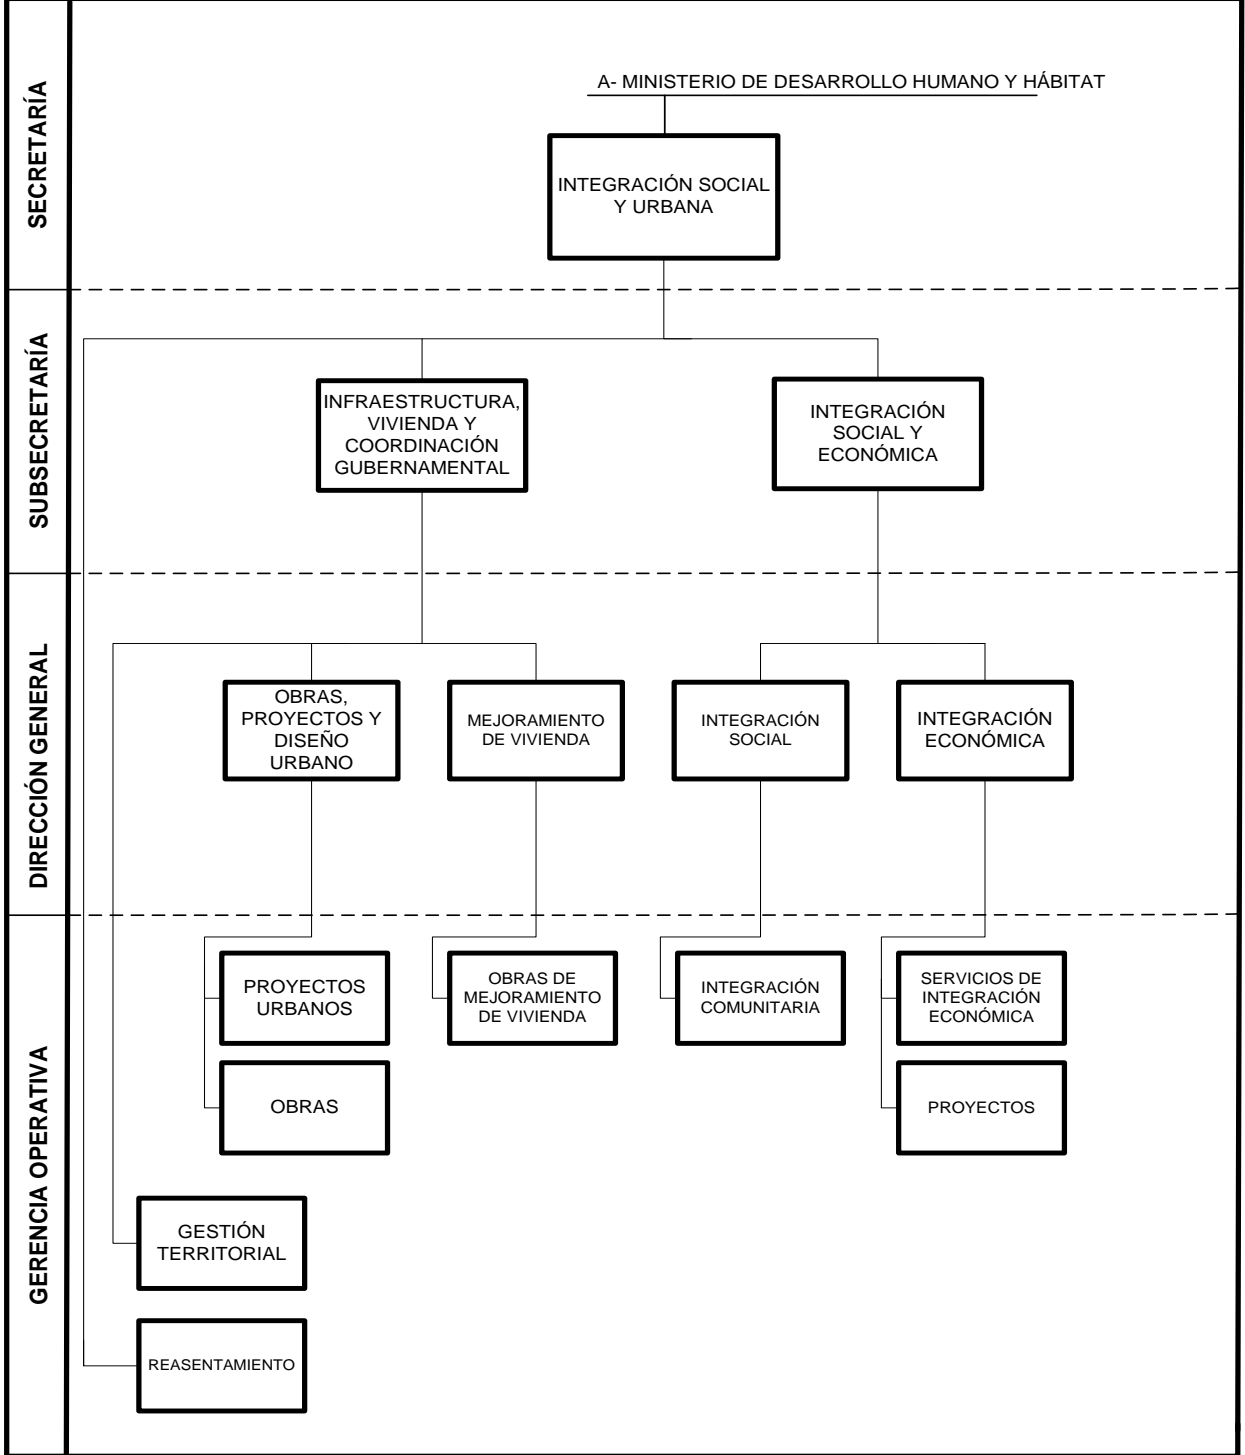 SECRETARÍA
A- MINISTERIO DE DESARROLLO HUMANO Y HÁBITAT
INTEGRACIÓN SOCIAL
Y URBANA
SUBSECRETARÍA
INFRAESTRUCTURA,
VIVIENDA Y
COORDINACIÓN
GUBERNAMENTAL
INTEGRACIÓN
SOCIAL Y
ECONÓMICA
DIRECCIÓN GENERAL
OBRAS,
PROYECTOS Y
DISEÑO
URBANO
MEJORAMIENTO
DE VIVIENDA
INTEGRACIÓN
SOCIAL
INTEGRACIÓN
ECONÓMICA
GERENCIA OPERATIVA
PROYECTOS
URBANOS
OBRAS DE
MEJORAMIENTO
DE VIVIENDA
INTEGRACIÓN
COMUNITARIA
SERVICIOS DE
INTEGRACIÓN
ECONÓMICA
OBRAS
PROYECTOS
GESTIÓN
TERRITORIAL
REASENTAMIENTO